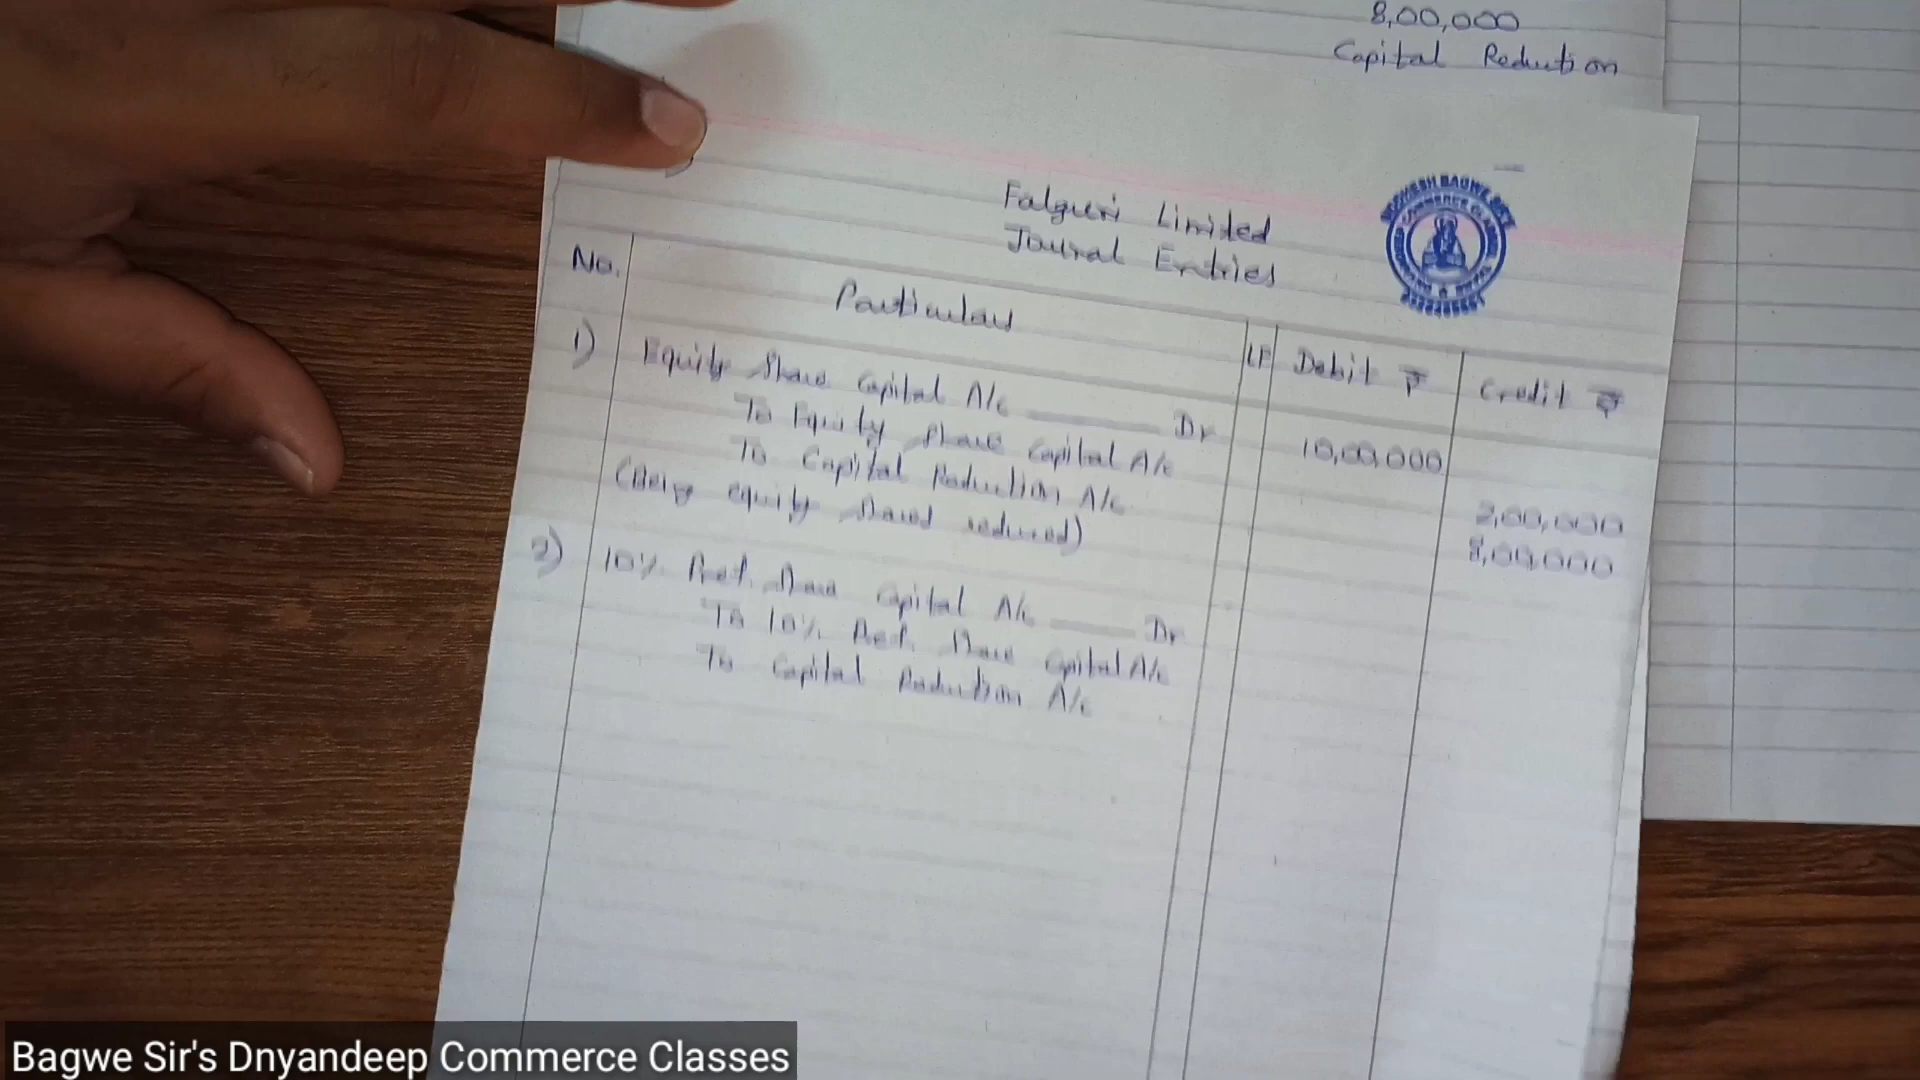 8,00,000
Capital Reduction
Falguni Limited
Journal Entries
No.
Particulars
LF
Debit ₹
Credit ₹
1) Equity Share Capital A/c Dr 10,00,000
To Equity Share Capital A/c 2,00,000
To Capital Reduction A/c 8,00,000
(Being equity shares reduced)
2) 10% Pref. Share Capital A/c Dr
To 10% Pref. Share Capital A/c
To Capital Reduction A/c
Bagwe Sir's Dnyandeep Commerce Classes